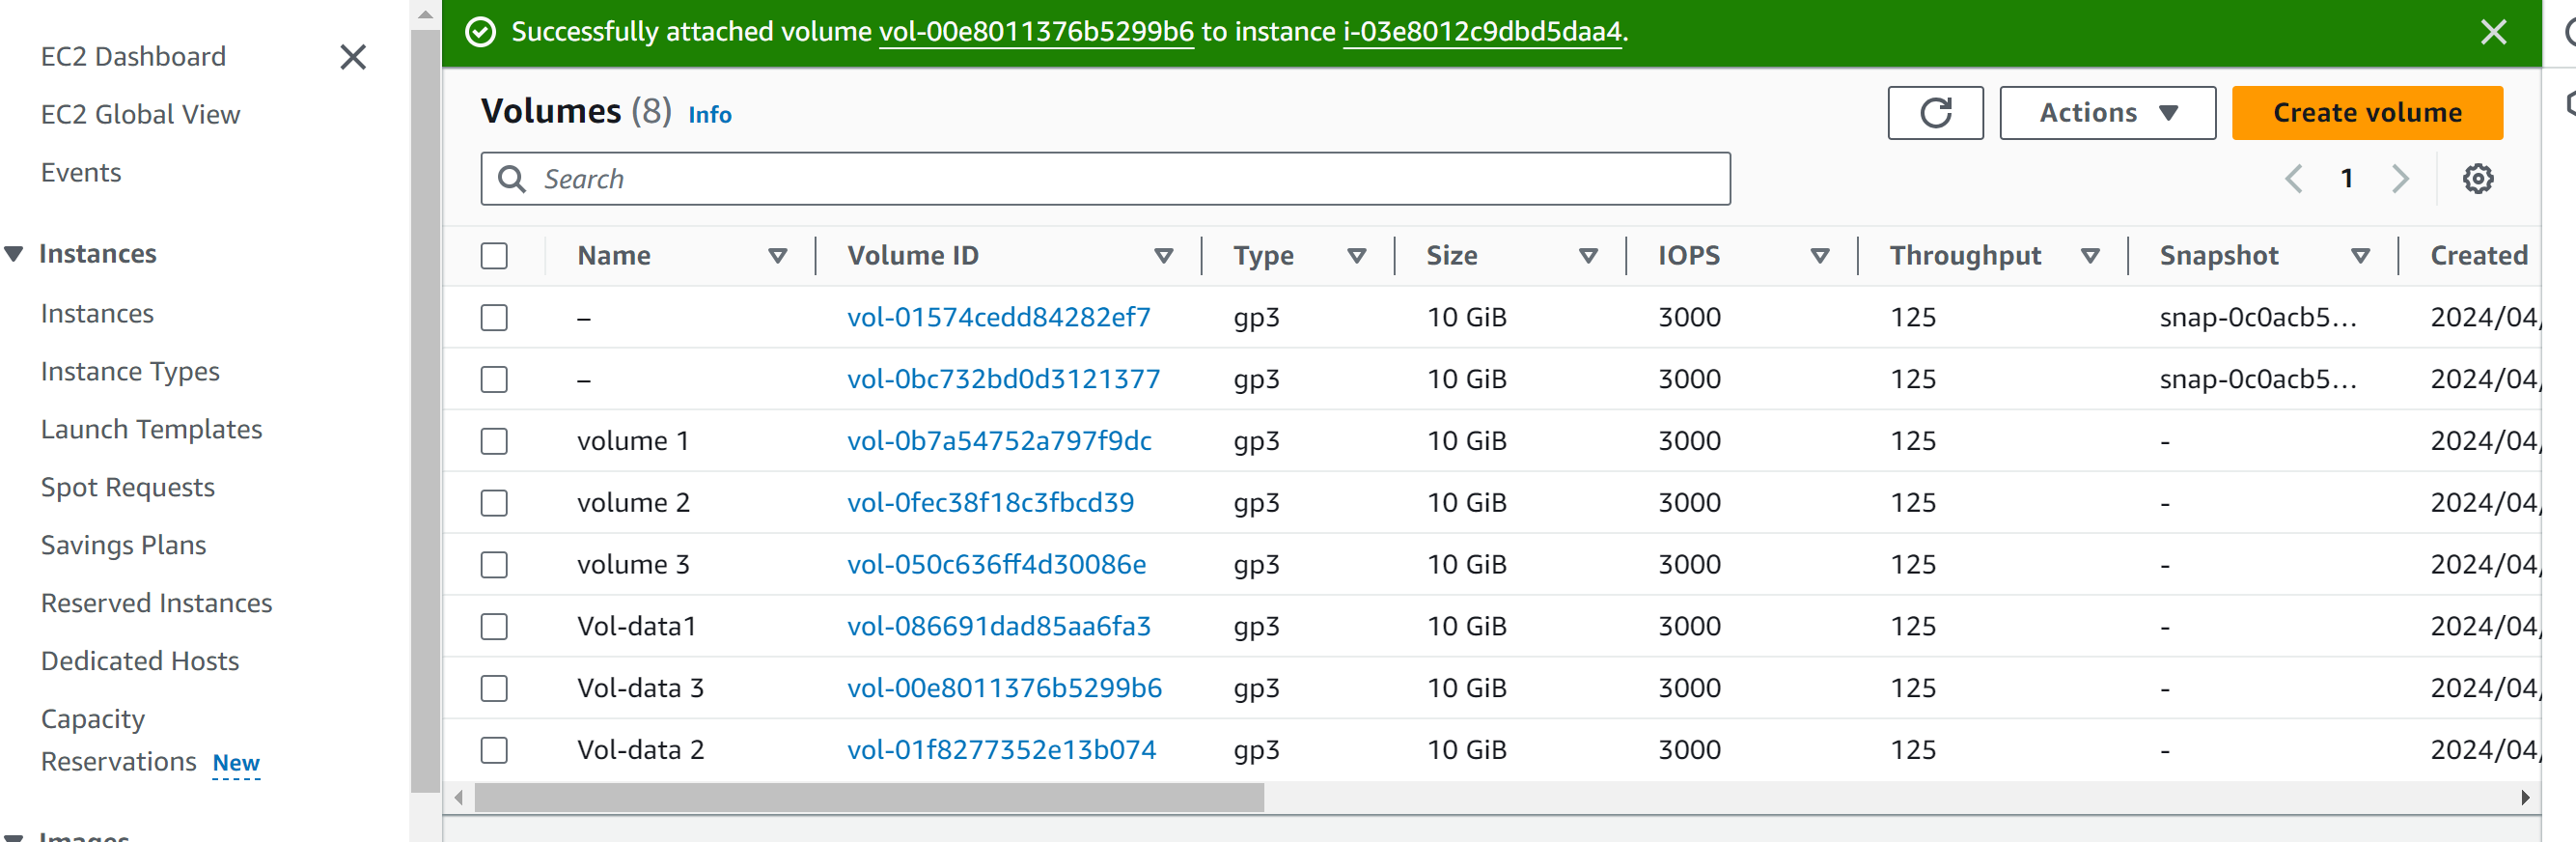 EC2 Dashboard
EC2 Global View
Events
Instances
Instances
Instance Types
Launch Templates
Spot Requests
Savings Plans
Reserved Instances
Dedicated Hosts
Capacity
Reservations New
Images
Successfully attached volume vol-00e8011376b5299b6 to instance i-03e8012c9dbd5daa4.
Volumes (8) Info
Actions
Create volume
Search
1
Name Volume ID Type Size IOPS Throughput Snapshot Created
– vol-01574cedd84282ef7 gp3 10 GiB 3000 125 snap-0c0acb5... 2024/04/
– vol-0bc732bd0d3121377 gp3 10 GiB 3000 125 snap-0c0acb5... 2024/04/
volume 1 vol-0b7a54752a797f9dc gp3 10 GiB 3000 125 - 2024/04/
volume 2 vol-0fec38f18c3fbcd39 gp3 10 GiB 3000 125 - 2024/04/
volume 3 vol-050c636ff4d30086e gp3 10 GiB 3000 125 - 2024/04/
Vol-data1 vol-086691dad85aa6fa3 gp3 10 GiB 3000 125 - 2024/04/
Vol-data 3 vol-00e8011376b5299b6 gp3 10 GiB 3000 125 - 2024/04/
Vol-data 2 vol-01f8277352e13b074 gp3 10 GiB 3000 125 - 2024/04/